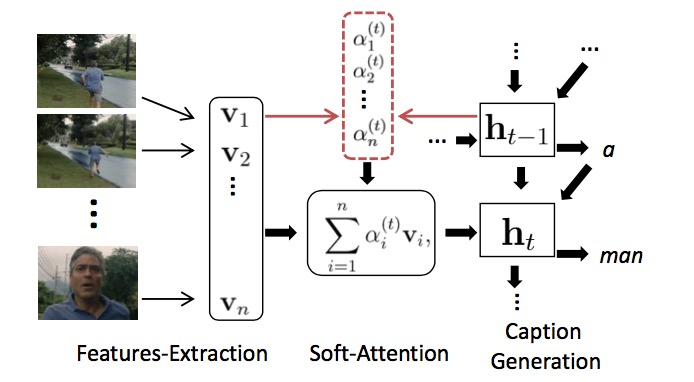 α₁⁽ᵗ⁾
α₂⁽ᵗ⁾
⋮
αₙ⁽ᵗ⁾
v₁
v₂
⋮
vₙ
⋮
∑ᵢ₌₁ⁿ αᵢ⁽ᵗ⁾vᵢ,
⋮
...
...
hₜ₋₁
a
hₜ
man
⋮
Features-Extraction
Soft-Attention
Caption
Generation